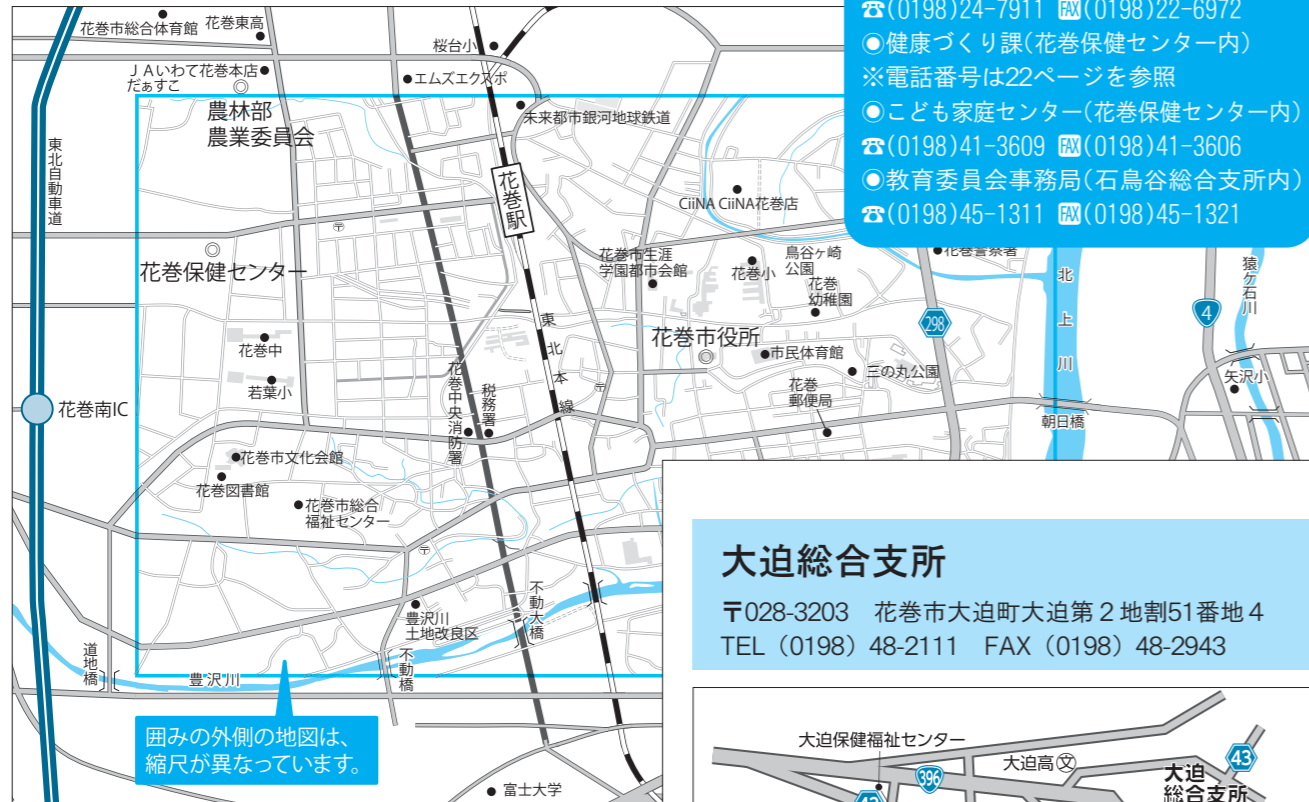 ☎(0198)24-7911 FAX(0198)22-6972
◉健康づくり課(花巻保健センター内)
※電話番号は22ページを参照
◉こども家庭センター(花巻保健センター内)
☎(0198)41-3609 FAX(0198)41-3606
◉教育委員会事務局(石鳥谷総合支所内)
☎(0198)45-1311 FAX(0198)45-1321
花巻市総合体育館
花巻東高
桜台小
JAいわて花巻本店
だぁすこ
エムズエクスポ
農林部
農業委員会
未来都市銀河地球鉄道
東北自動車道
花巻駅
CiiNA CiiNA花巻店
花巻保健センター
花巻市生涯
学園都市会館
花巻小
鳥谷ヶ崎
公園
花巻
幼稚園
花巻警察署
北上川
猿ヶ石川
4
298
東北本線
花巻市役所
市民体育館
三の丸公園
花巻中
若葉小
花巻中央消防署
税務署
花巻
郵便局
矢沢小
朝日橋
花巻南IC
花巻市文化会館
花巻図書館
花巻市総合
福祉センター
豊沢川
土地改良区
不動大橋
不動橋
道地橋
豊沢川
囲みの外側の地図は、
縮尺が異なっています。
富士大学
大迫総合支所
〒028-3203 花巻市大迫町大迫第2地割51番地4
TEL(0198)48-2111 FAX(0198)48-2943
大迫保健福祉センター
大迫高
文
396
43
大迫
総合支所
43